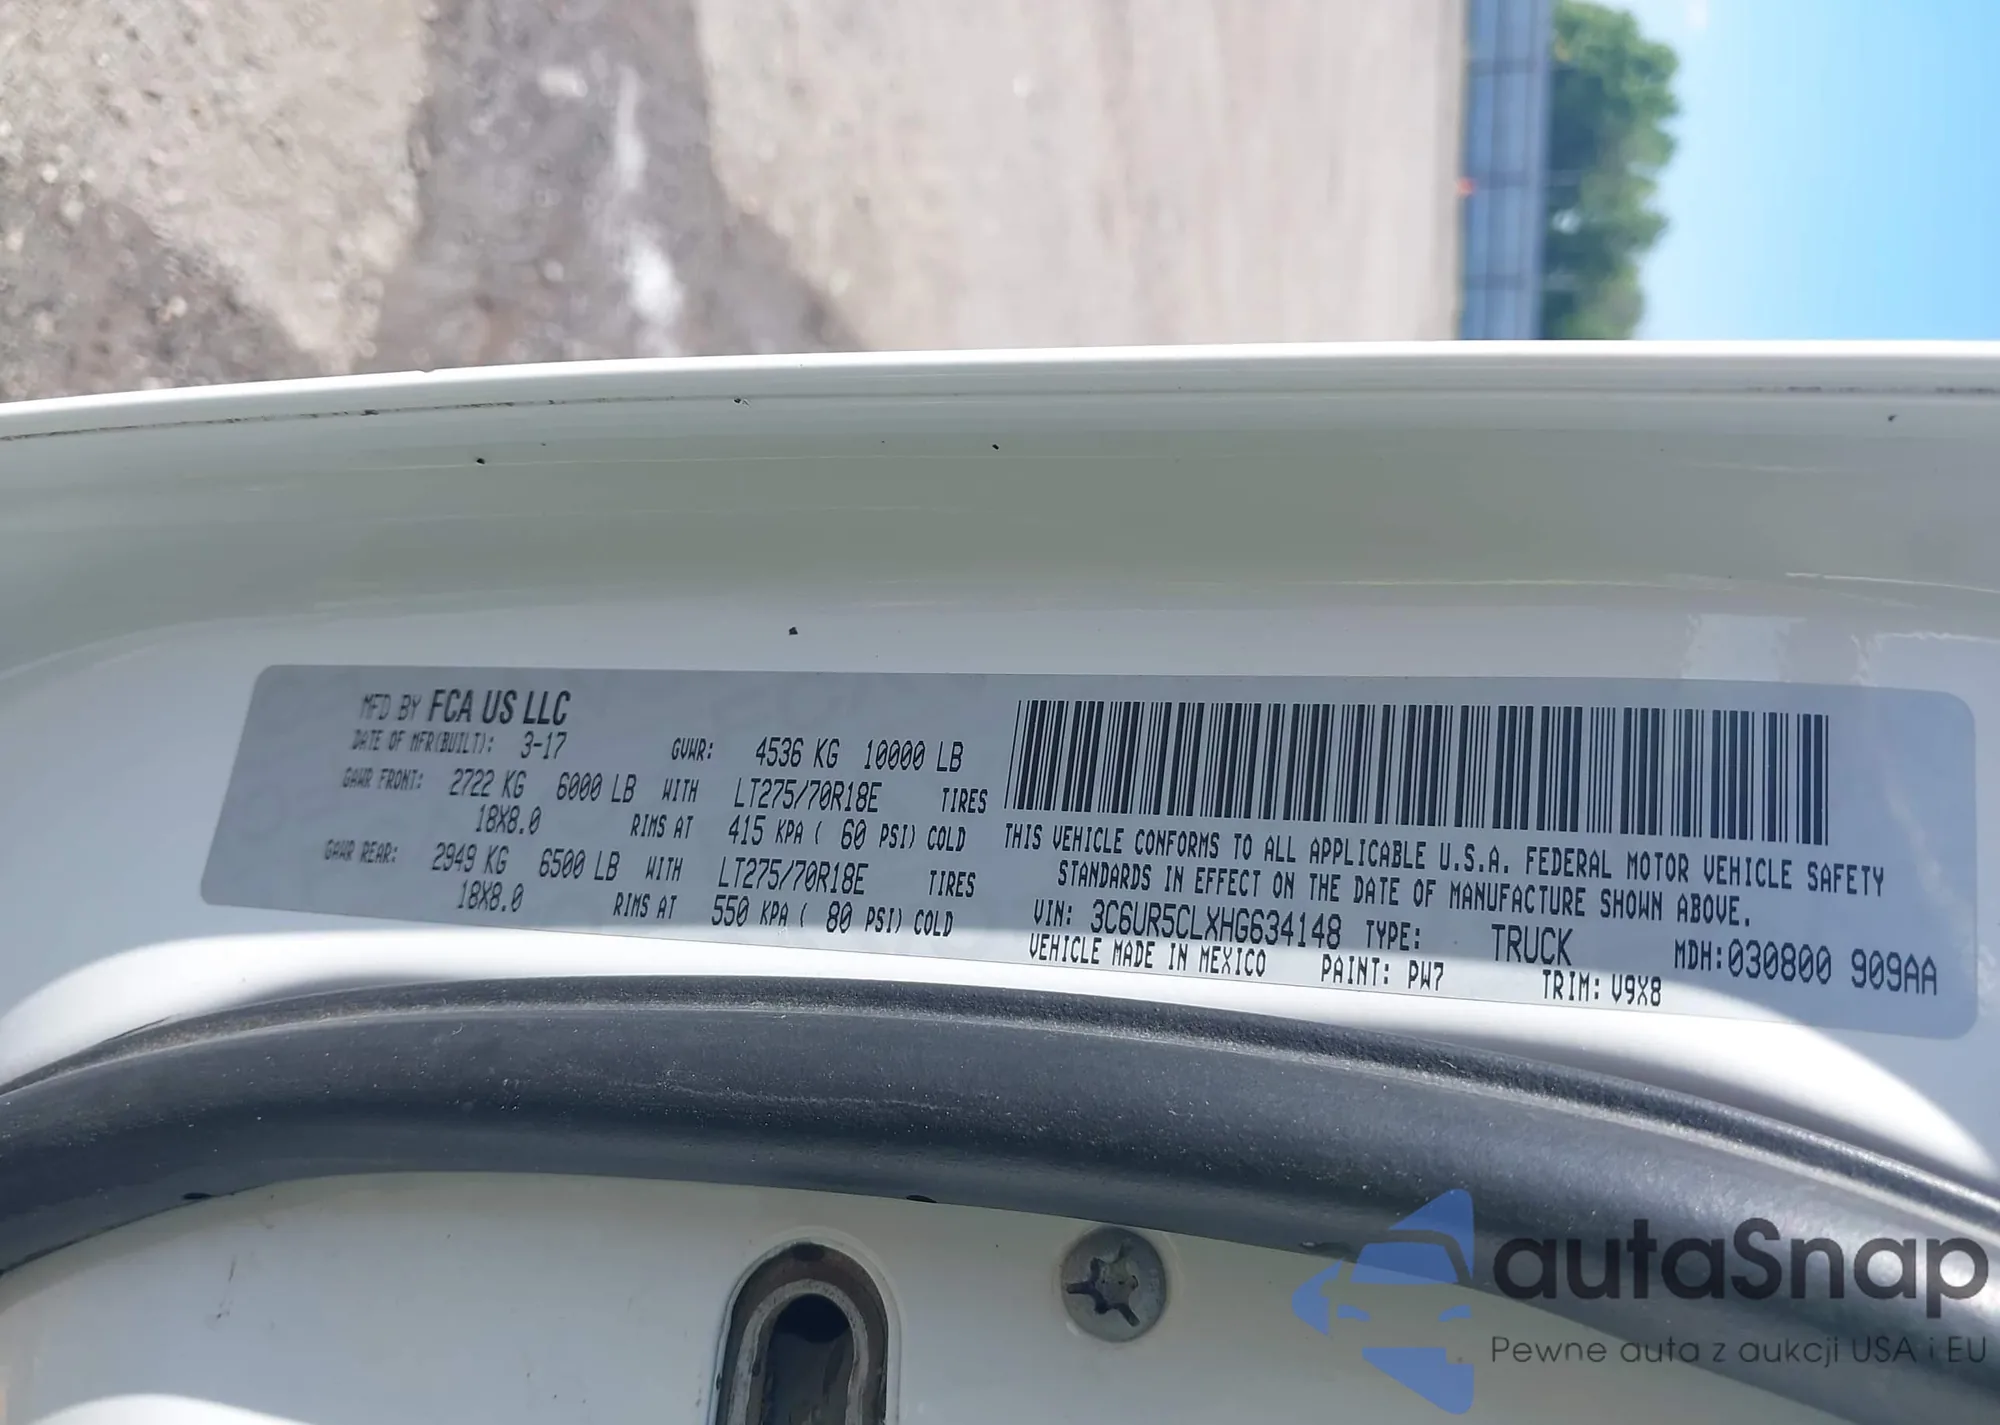 MFD BY FCA US LLC
DATE OF MFR(BUILT): 3-17 GVWR: 4536 KG 10000 LB
GAWR FRONT: 2722 KG 6000 LB WITH LT275/70R18E TIRES
18X8.0 RIMS AT 415 KPA ( 60 PSI) COLD
GAWR REAR: 2949 KG 6500 LB WITH LT275/70R18E TIRES
18X8.0 RIMS AT 550 KPA ( 80 PSI) COLD
THIS VEHICLE CONFORMS TO ALL APPLICABLE U.S.A. FEDERAL MOTOR VEHICLE SAFETY
STANDARDS IN EFFECT ON THE DATE OF MANUFACTURE SHOWN ABOVE.
VIN: 3C6UR5CLXHG634148 TYPE: TRUCK MDH:030800 909AA
VEHICLE MADE IN MEXICO PAINT: PW7 TRIM: V9X8
autaSnap
Pewne auta z aukcji USA i EU